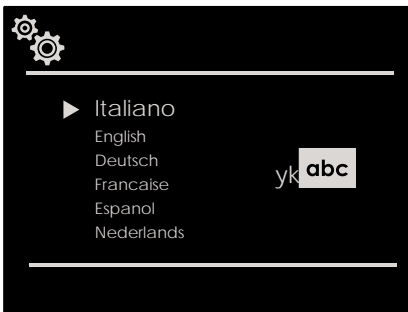 Italiano
English
Deutsch
Francaise
Espanol
Nederlands
yk abc